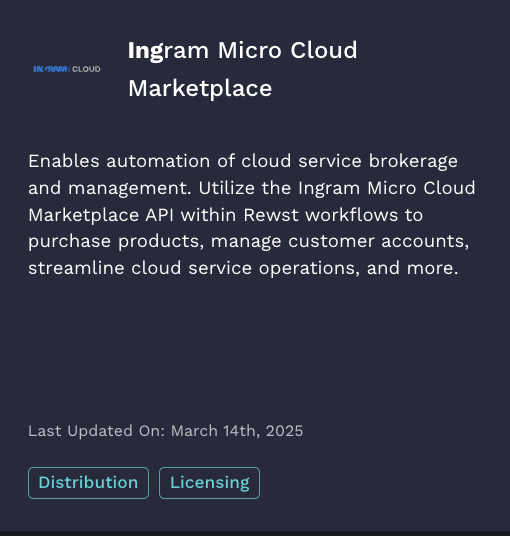 Ingram Micro Cloud
INGRAM CLOUD
Marketplace
Enables automation of cloud service brokerage
and management. Utilize the Ingram Micro Cloud
Marketplace API within Rewst workflows to
purchase products, manage customer accounts,
streamline cloud service operations, and more.
Last Updated On: March 14th, 2025
Distribution
Licensing